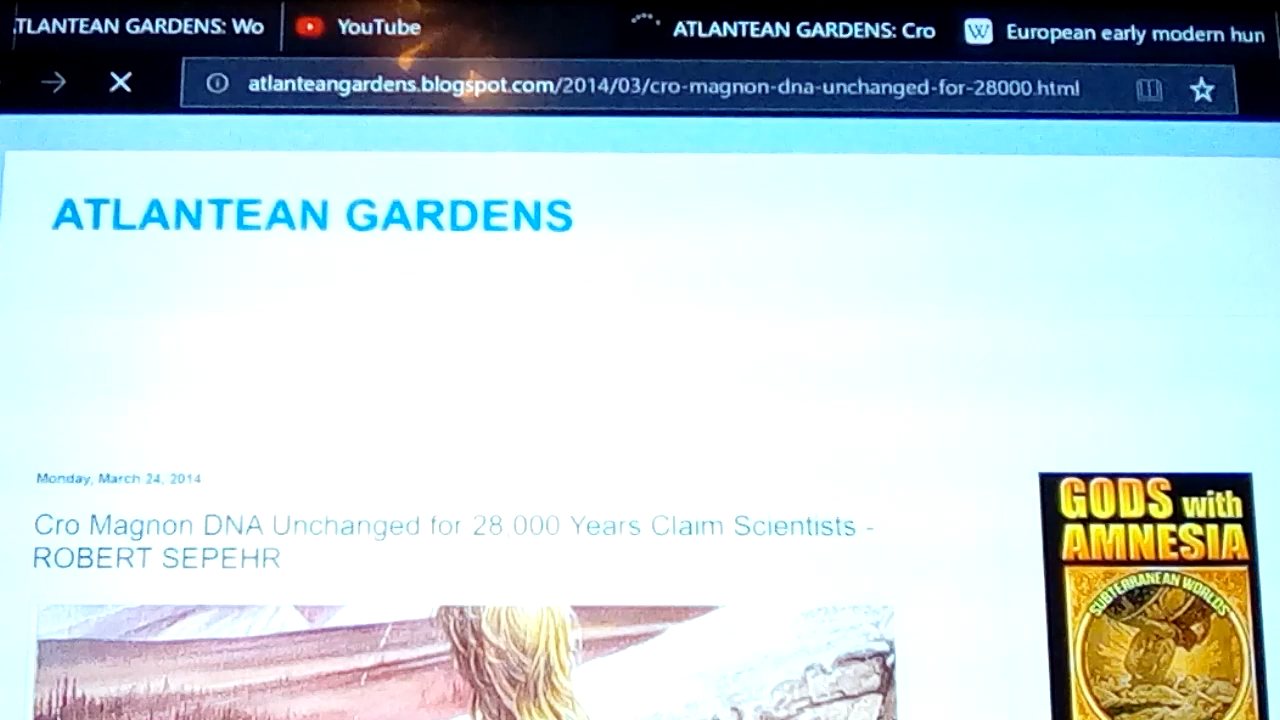 TLANTEAN GARDENS: Wo
YouTube
ATLANTEAN GARDENS: Cro
W
European early modern hun
atlanteangardens.blogspot.com/2014/03/cro-magnon-dna-unchanged-for-28000.html
ATLANTEAN GARDENS
Monday, March 24, 2014
Cro Magnon DNA Unchanged for 28,000 Years Claim Scientists -
ROBERT SEPEHR
GODS with
AMNESIA
SUBTERRANEAN WORLDS